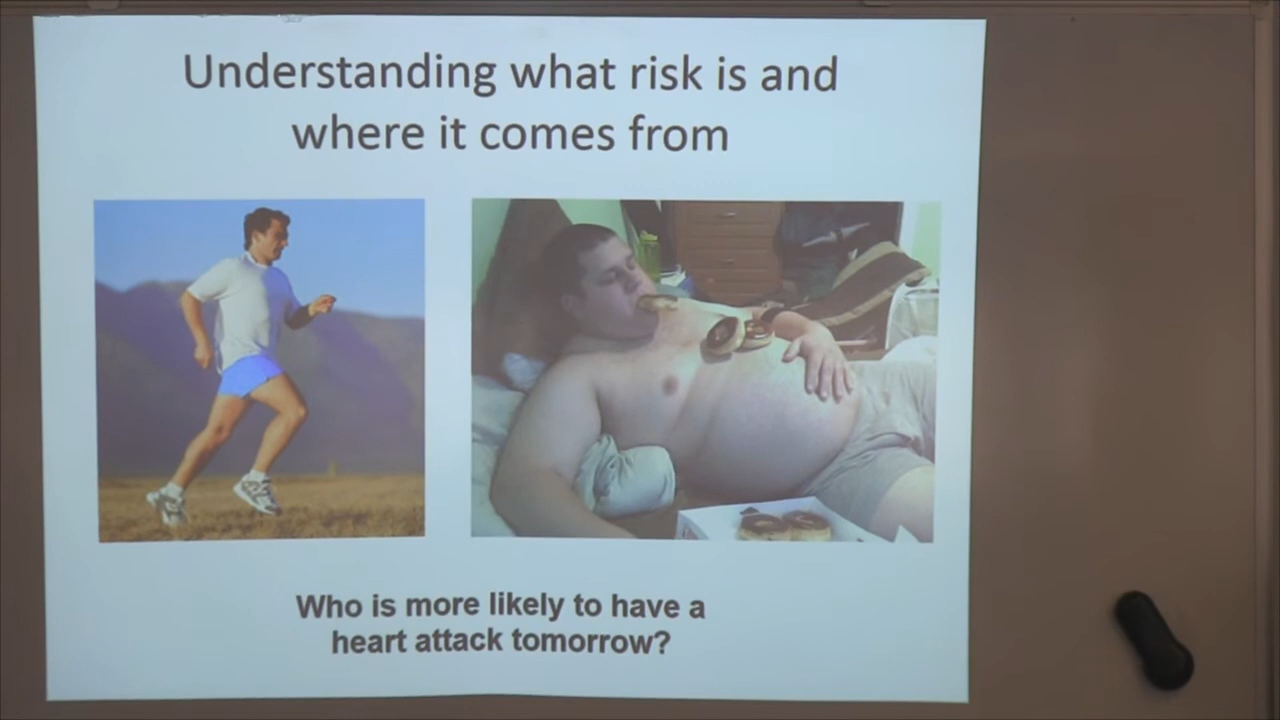 Understanding what risk is and
where it comes from
Who is more likely to have a
heart attack tomorrow?